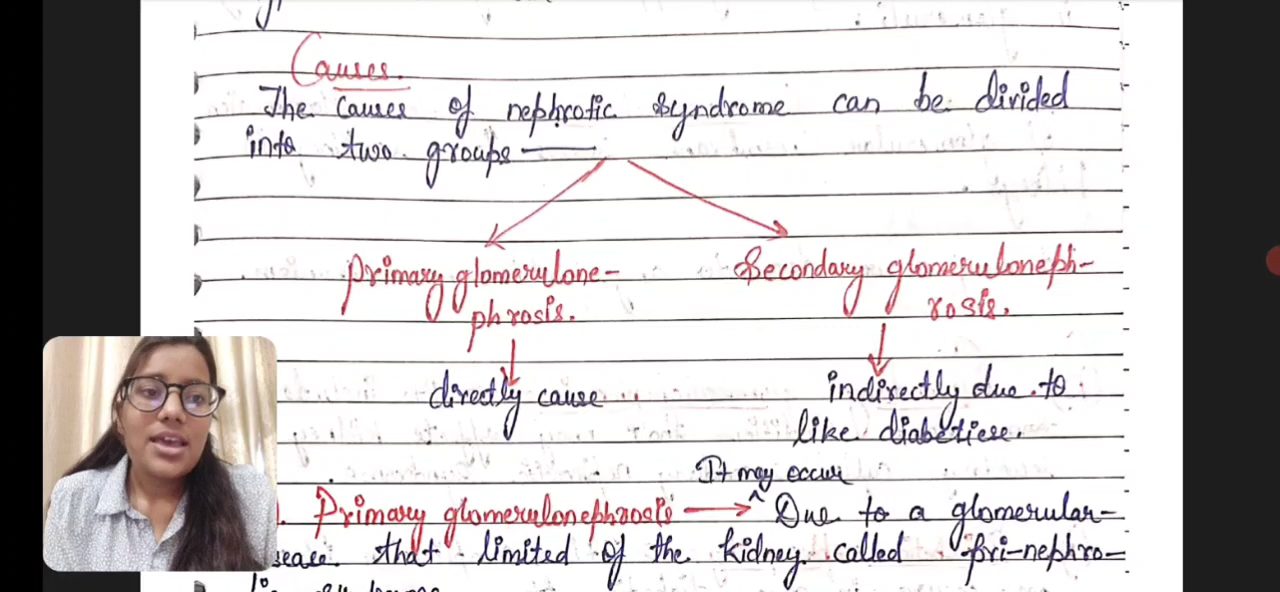 Causes.
The causes of nephrotic syndrome can be divided
into two groups
Primary glomerulone-
phrosis.
Secondary glomeruloneph-
rosis.
directly cause
indirectly due to
like diabetiese.
It may occur
Primary glomerulonephrosis → Due to a glomerular-
sease that limited of the kidney called pri-nephro-